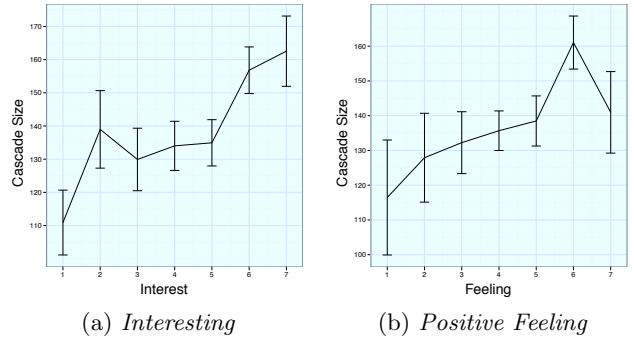 Cascade Size
170
160
150
140
130
120
110
1 2 3 4 5 6 7
Interest
(a) Interesting
Cascade Size
160
150
140
130
120
110
100
1 2 3 4 5 6 7
Feeling
(b) Positive Feeling